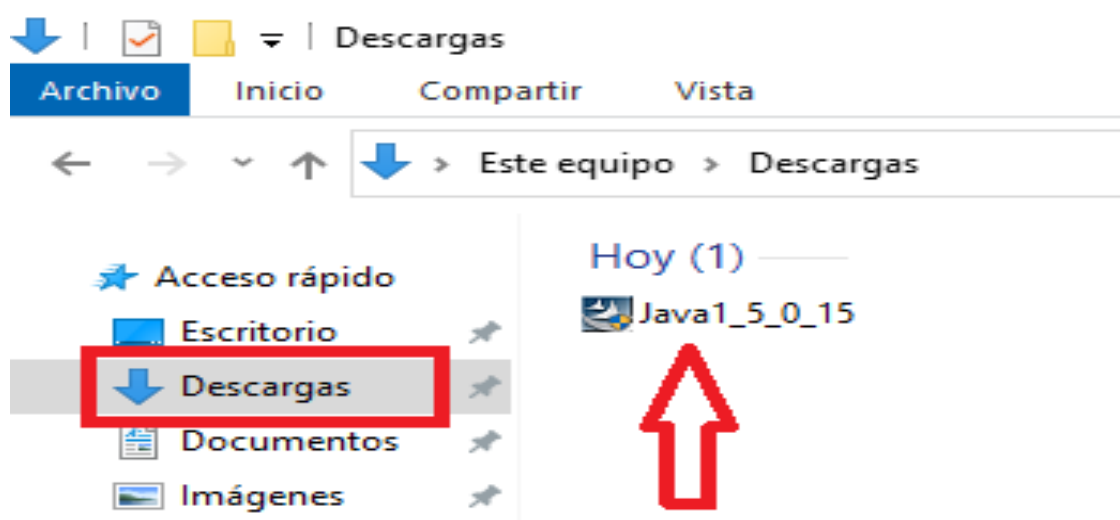 Descargas
Archivo Inicio Compartir Vista
Este equipo > Descargas
Acceso rápido
Escritorio
Descargas
Documentos
Imágenes
Hoy (1)
Java1_5_0_15